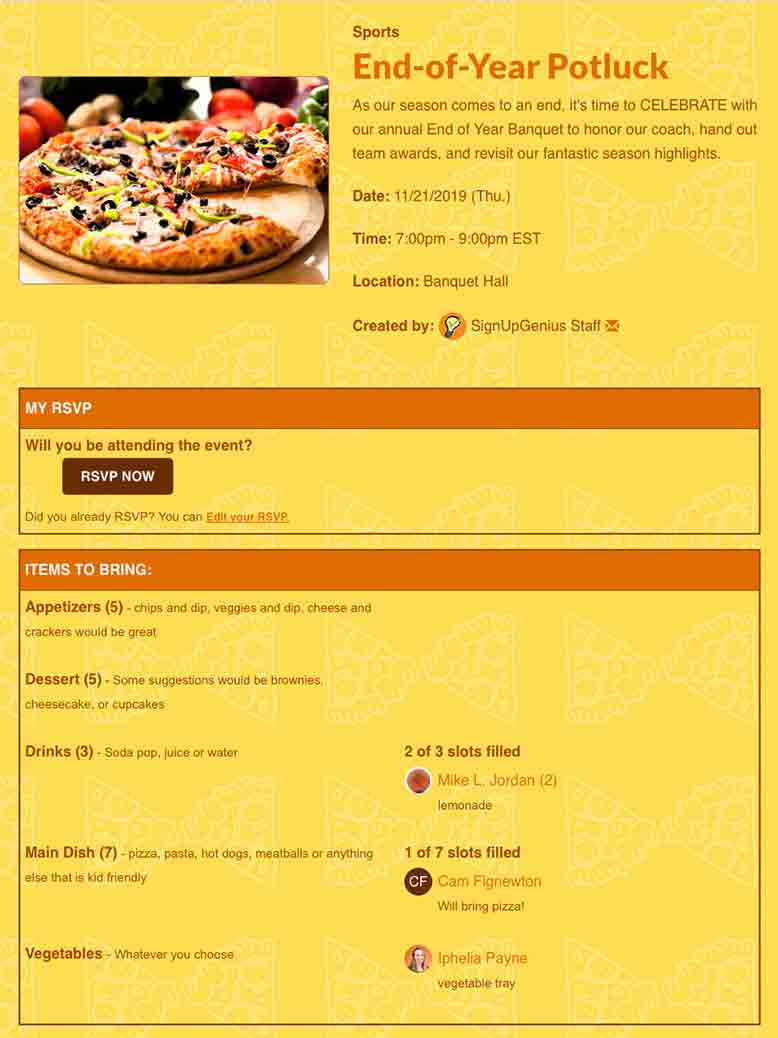 Sports
End-of-Year Potluck
As our season comes to an end, it's time to CELEBRATE with
our annual End of Year Banquet to honor our coach, hand out
team awards, and revisit our fantastic season highlights.
Date: 11/21/2019 (Thu.)
Time: 7:00pm - 9:00pm EST
Location: Banquet Hall
Created by: SignUpGenius Staff
MY RSVP
Will you be attending the event?
RSVP NOW
Did you already RSVP? You can Edit your RSVP.
ITEMS TO BRING:
Appetizers (5) - chips and dip, veggies and dip, cheese and
crackers would be great
Dessert (5) - Some suggestions would be brownies,
cheesecake, or cupcakes
Drinks (3) - Soda pop, juice or water
2 of 3 slots filled
Mike L. Jordan (2)
lemonade
Main Dish (7) - pizza, pasta, hot dogs, meatballs or anything
else that is kid friendly
1 of 7 slots filled
CF Cam Fignewton
Will bring pizza!
Vegetables - Whatever you choose
Iphelia Payne
vegetable tray